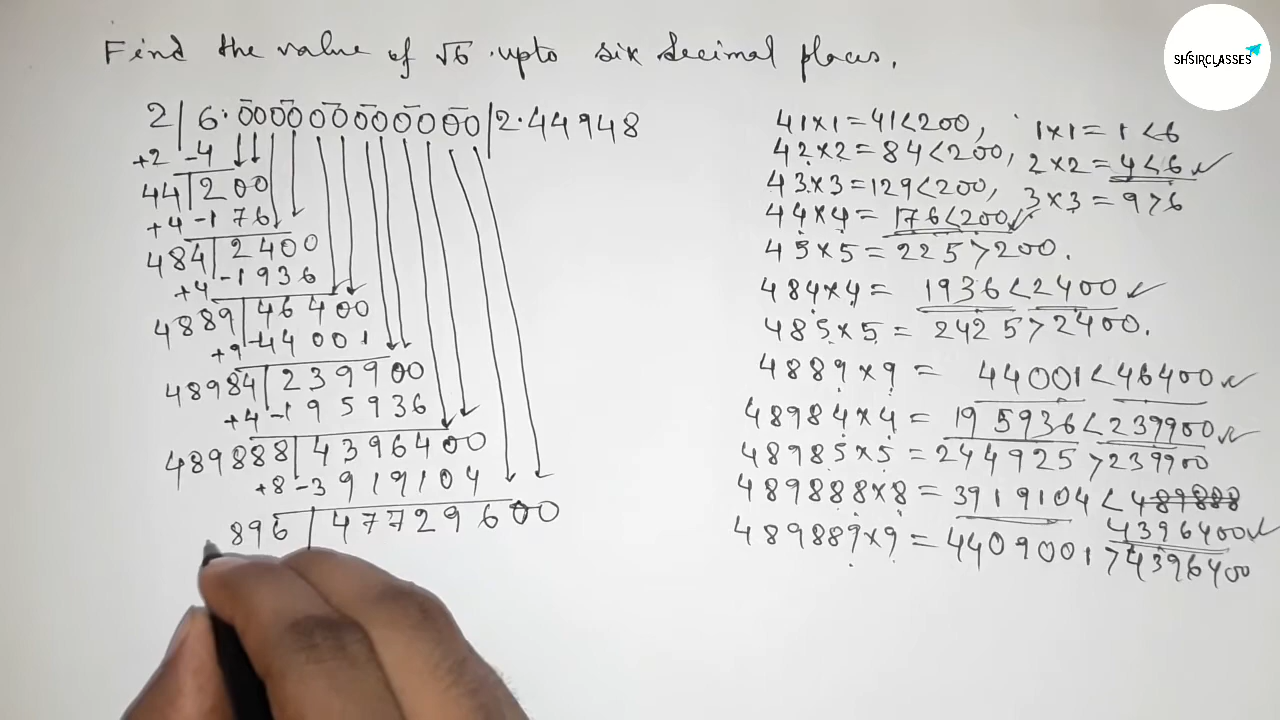 Find the value of √6 upto six decimal places.
SHSIRCLASSES
2 | 6.000000000000 | 2.44948
+2 -4
44 | 200
+4 -176
484 | 2400
+4 -1936
4889 | 46400
+9 -44001
48984 | 239900
+4 -195936
489888 | 4396400
+8 -3919104
896 | 47729600
41×1=41<200,
42×2=84<200,
43×3=129<200,
44×4=176<200✓
45×5=225>200.
1×1=1<6
2×2=4<6✓
3×3=9>6
484×4= 1936<2400✓
485×5= 2425>2400.
4889×9= 44001<46400✓
48984×4=195936<239900✓
48985×5=244925>239900
489888×8=3919104<489888
4396400✓
489889×9=4409001>4396400